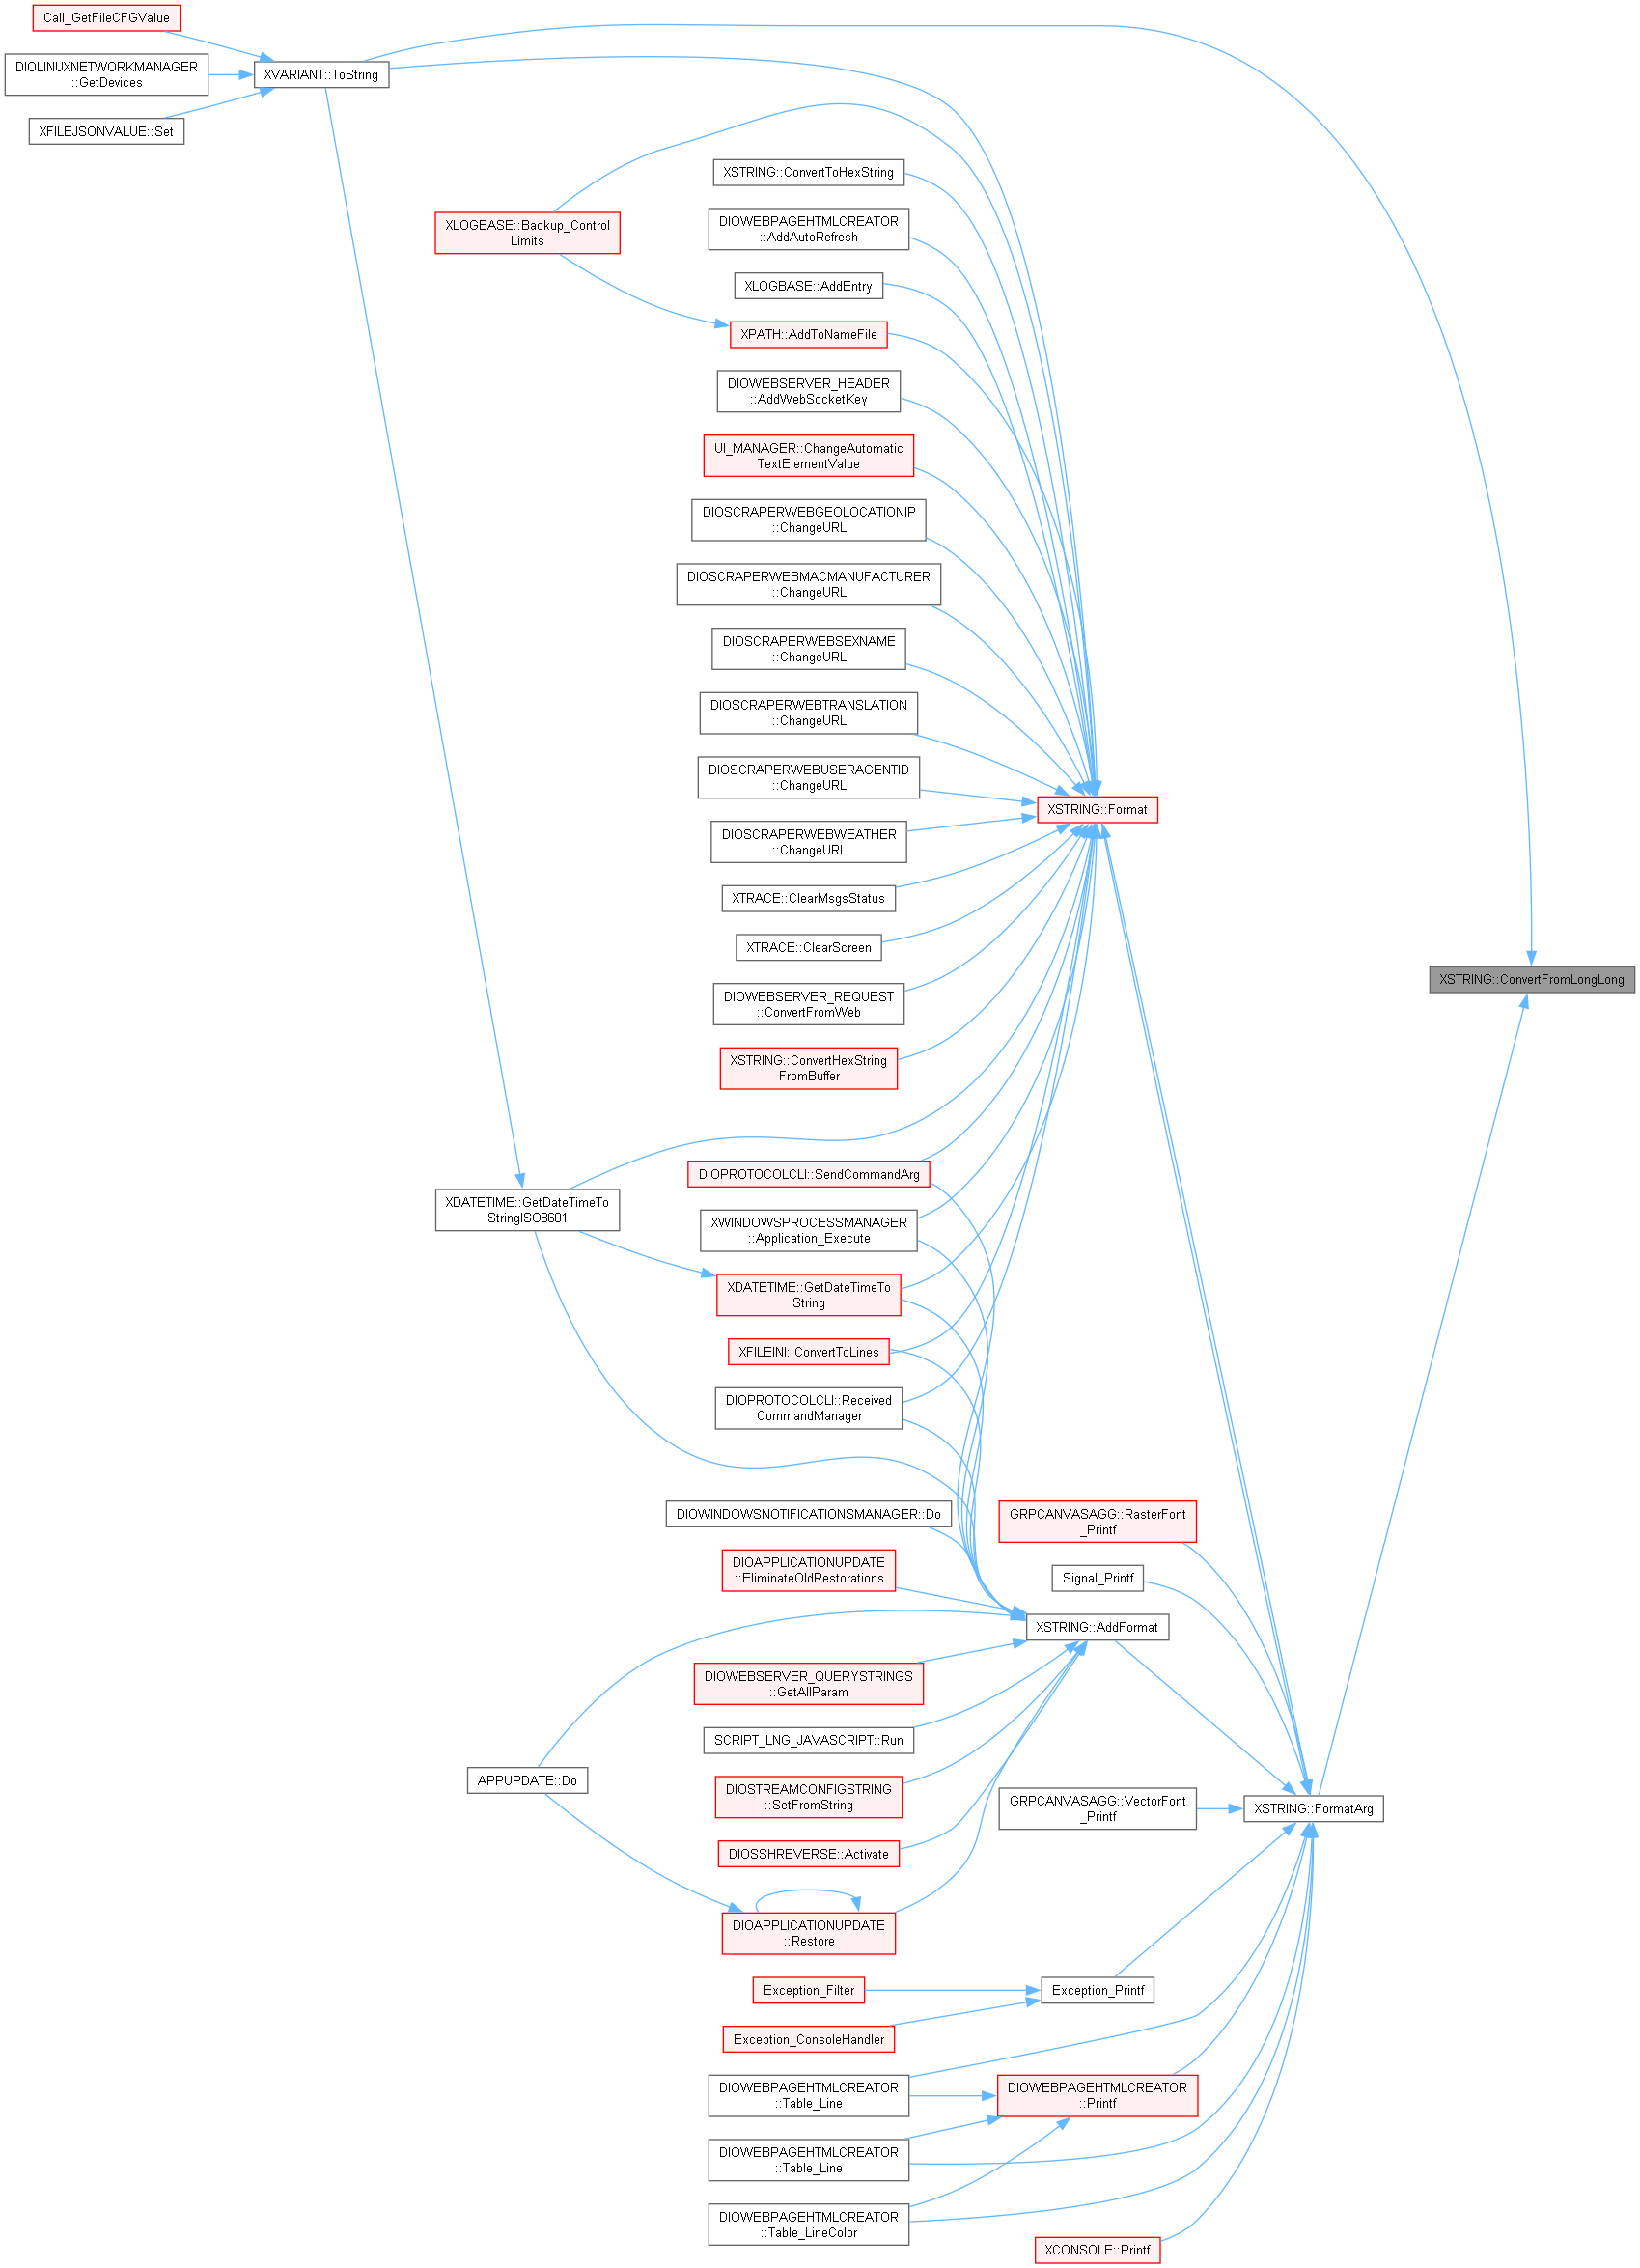 Call_GetFileCFGValue
DIOLINUXNETWORKMANAGER
::GetDevices
XVARIANT::ToString
XFILEJSONVALUE::Set
XSTRING::ConvertToHexString
XLOGBASE::Backup_Control
Limits
DIOWEBPAGEHTMLCREATOR
::AddAutoRefresh
XLOGBASE::AddEntry
XPATH::AddToNameFile
DIOWEBSERVER_HEADER
::AddWebSocketKey
UI_MANAGER::ChangeAutomatic
TextElementValue
DIOSCRAPERWEBGEOLOCATIONIP
::ChangeURL
DIOSCRAPERWEBMACMANUFACTURER
::ChangeURL
DIOSCRAPERWEBSEXNAME
::ChangeURL
DIOSCRAPERWEBTRANSLATION
::ChangeURL
DIOSCRAPERWEBUSERAGENTID
::ChangeURL
XSTRING::Format
DIOSCRAPERWEBWEATHER
::ChangeURL
XTRACE::ClearMsgsStatus
XTRACE::ClearScreen
XSTRING::ConvertFromLongLong
DIOWEBSERVER_REQUEST
::ConvertFromWeb
XSTRING::ConvertHexString
FromBuffer
DIOPROTOCOLCLI::SendCommandArg
XDATETIME::GetDateTimeTo
StringISO8601
XWINDOWSPROCESSMANAGER
::Application_Execute
XDATETIME::GetDateTimeTo
String
XFILEINI::ConvertToLines
DIOPROTOCOLCLI::Received
CommandManager
DIOWINDOWSNOTIFICATIONSMANAGER::Do
GRPCANVASAGG::RasterFont
_Printf
DIOAPPLICATIONUPDATE
::EliminateOldRestorations
Signal_Printf
XSTRING::AddFormat
DIOWEBSERVER_QUERYSTRINGS
::GetAllParam
SCRIPT_LNG_JAVASCRIPT::Run
APPUPDATE::Do
DIOSTREAMCONFIGSTRING
::SetFromString
GRPCANVASAGG::VectorFont
_Printf
XSTRING::FormatArg
DIOSSHREVERSE::Activate
DIOAPPLICATIONUPDATE
::Restore
Exception_Filter
Exception_Printf
Exception_ConsoleHandler
DIOWEBPAGEHTMLCREATOR
::Table_Line
DIOWEBPAGEHTMLCREATOR
::Printf
DIOWEBPAGEHTMLCREATOR
::Table_Line
DIOWEBPAGEHTMLCREATOR
::Table_LineColor
XCONSOLE::Printf